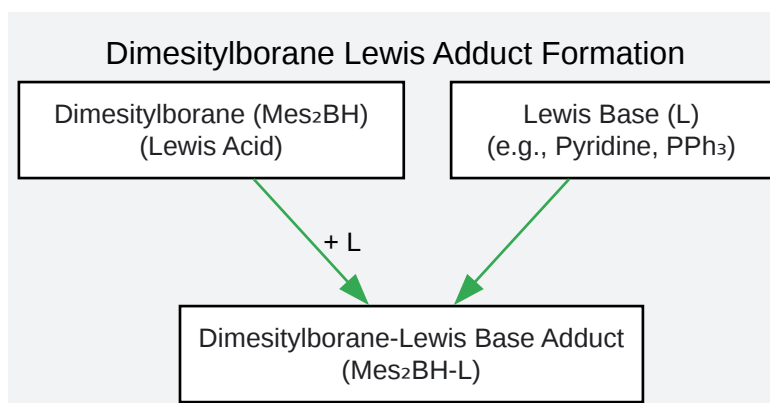 Dimesitylborane Lewis Adduct Formation
Dimesitylborane (Mes₂BH)
(Lewis Acid)
Lewis Base (L)
(e.g., Pyridine, PPh₃)
+ L
Dimesitylborane-Lewis Base Adduct
(Mes₂BH-L)